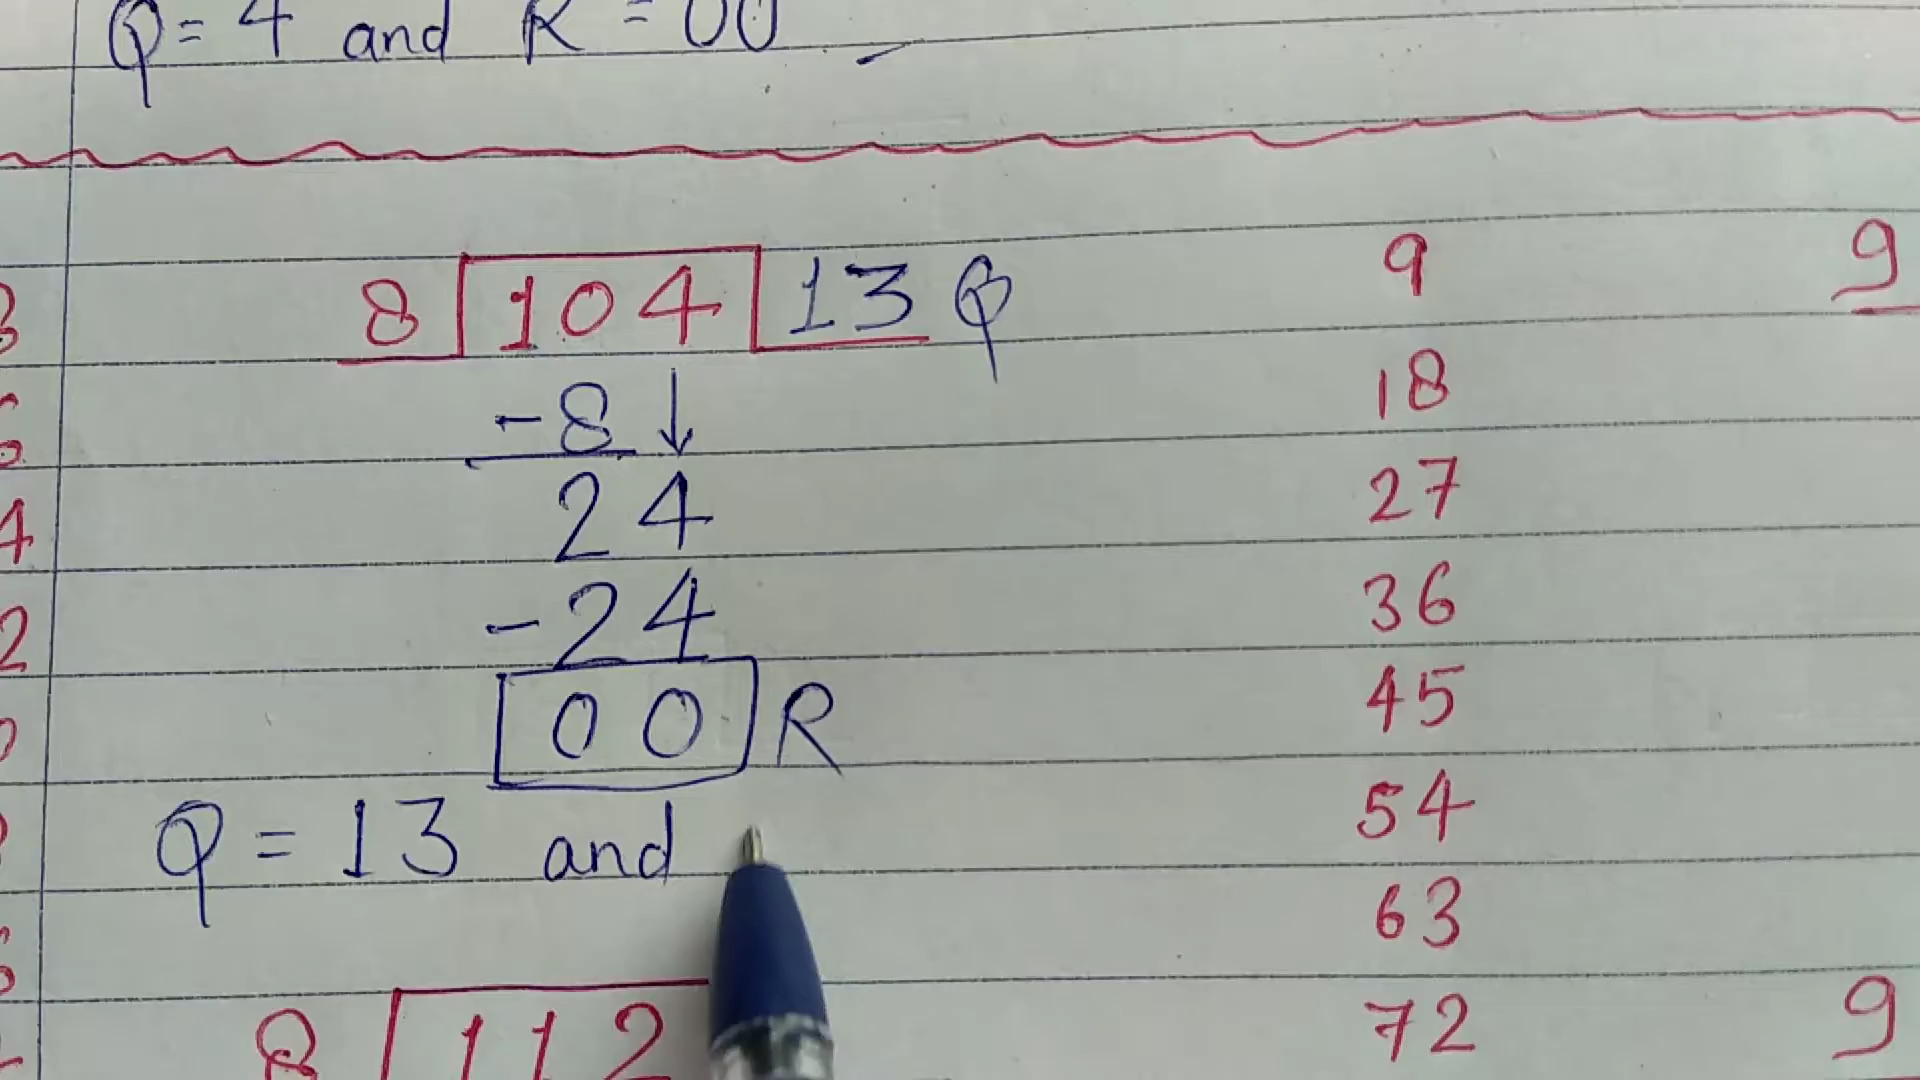 Q = 4 and R = 00
8 104 13 Q
- 8 ↓
24
- 24
00 R
Q = 13 and
8 112
9
18
27
36
45
54
63
72
9
9